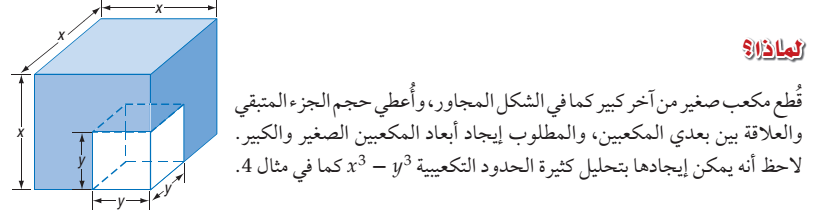 لماذا؟
قُطع مكعب صغير من آخر كبير كما في الشكل المجاور، وأُعطي حجم الجزء المتبقي
والعلاقة بين بعدي المكعبين، والمطلوب إيجاد أبعاد المكعبين الصغير والكبير.
لاحظ أنه يمكن إيجادها بتحليل كثيرة الحدود التكعيبية x³ − y³ كما في مثال 4.
x
x
x
y
y
y